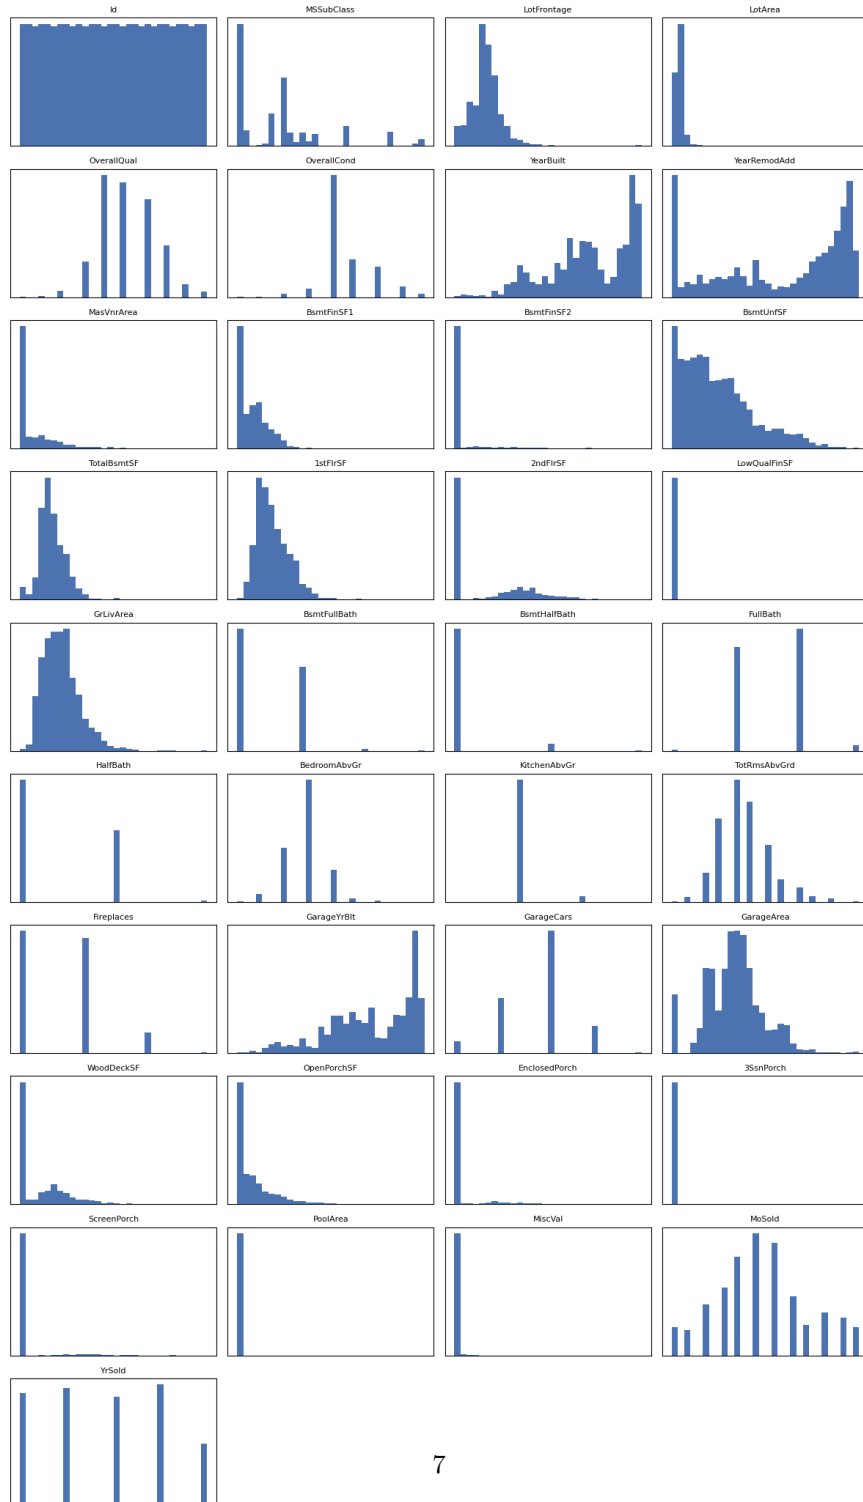 Id MSSubClass LotFrontage LotArea
OverallQual OverallCond YearBuilt YearRemodAdd
MasVnrArea BsmtFinSF1 BsmtFinSF2 BsmtUnfSF
TotalBsmtSF 1stFlrSF 2ndFlrSF LowQualFinSF
GrLivArea BsmtFullBath BsmtHalfBath FullBath
HalfBath BedroomAbvGr KitchenAbvGr TotRmsAbvGrd
Fireplaces GarageYrBlt GarageCars GarageArea
WoodDeckSF OpenPorchSF EnclosedPorch 3SsnPorch
ScreenPorch PoolArea MiscVal MoSold
YrSold
7